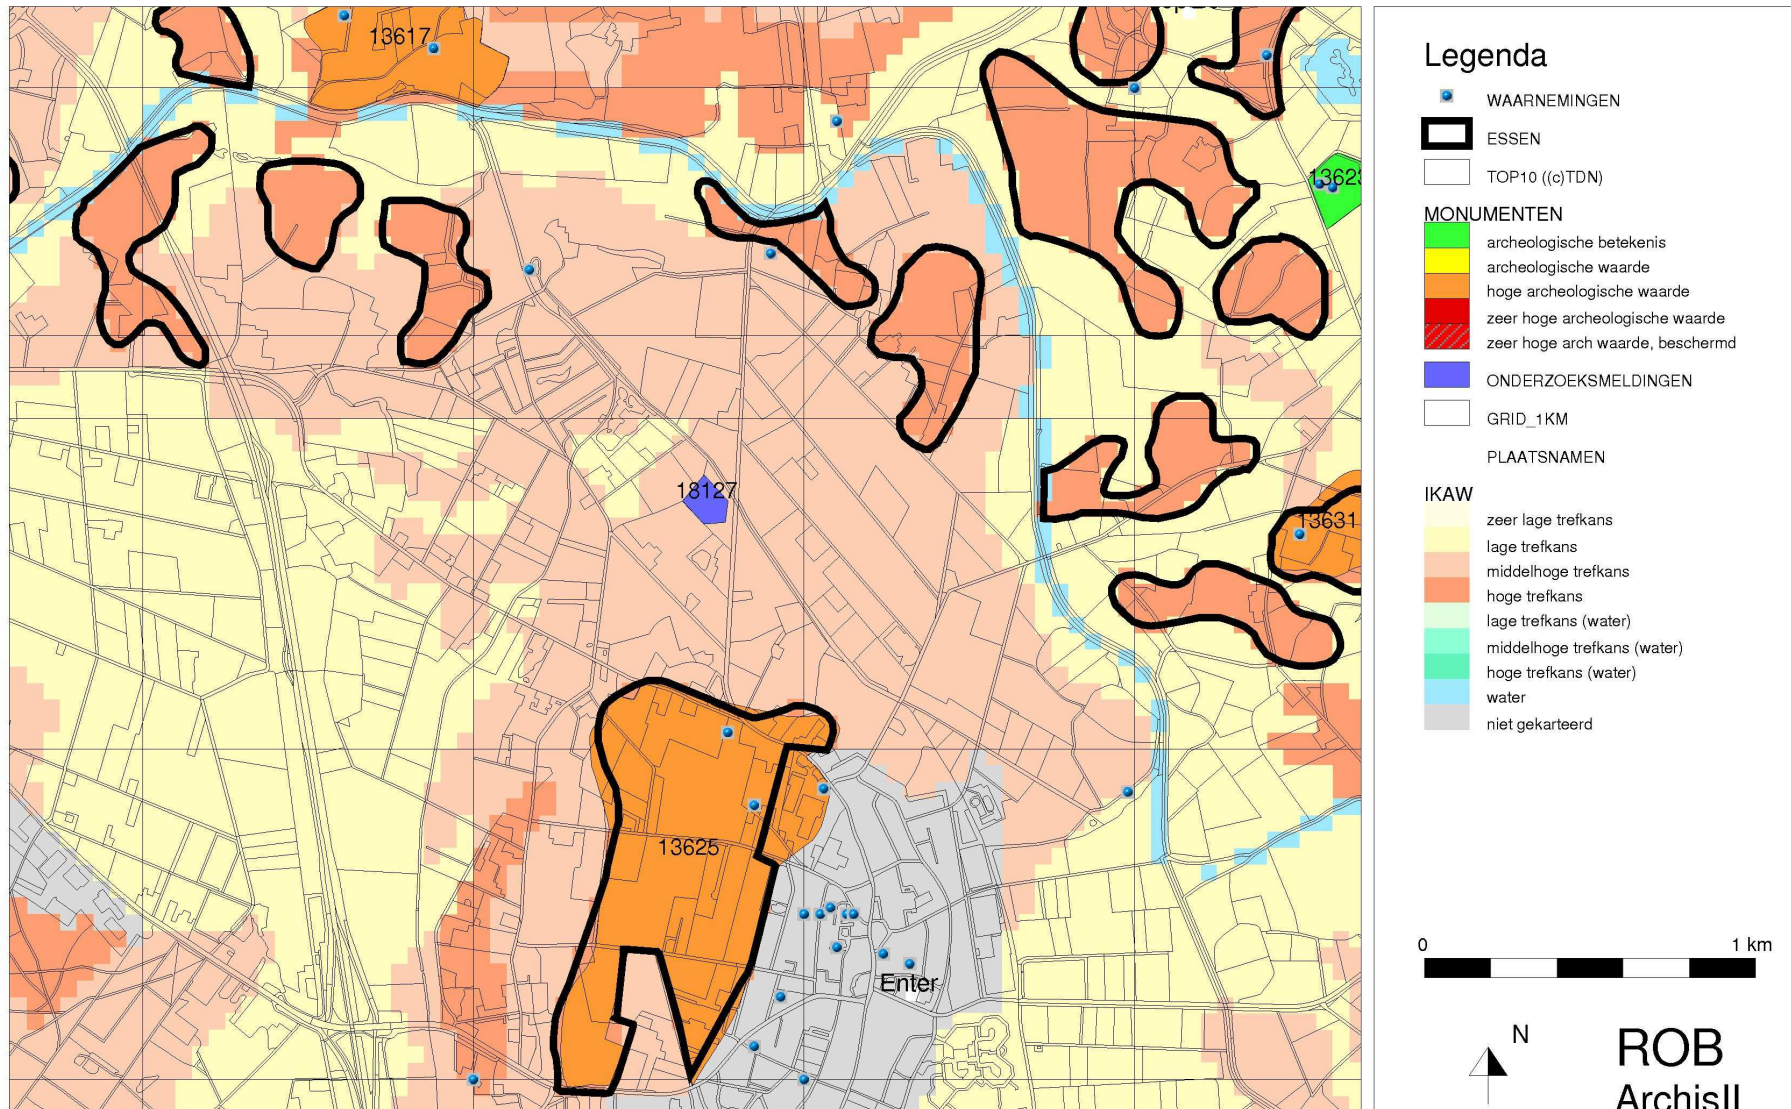 13617
13623
18127
13631
13625
Enter
Legenda
WAARNEMINGEN
ESSEN
TOP10 ((c)TDN)
MONUMENTEN
archeologische betekenis
archeologische waarde
hoge archeologische waarde
zeer hoge archeologische waarde
zeer hoge arch waarde, beschermd
ONDERZOEKSMELDINGEN
GRID_1KM
PLAATSNAMEN
IKAW
zeer lage trefkans
lage trefkans
middelhoge trefkans
hoge trefkans
lage trefkans (water)
middelhoge trefkans (water)
hoge trefkans (water)
water
niet gekarteerd
0 1 km
N
ROB
ArchisII